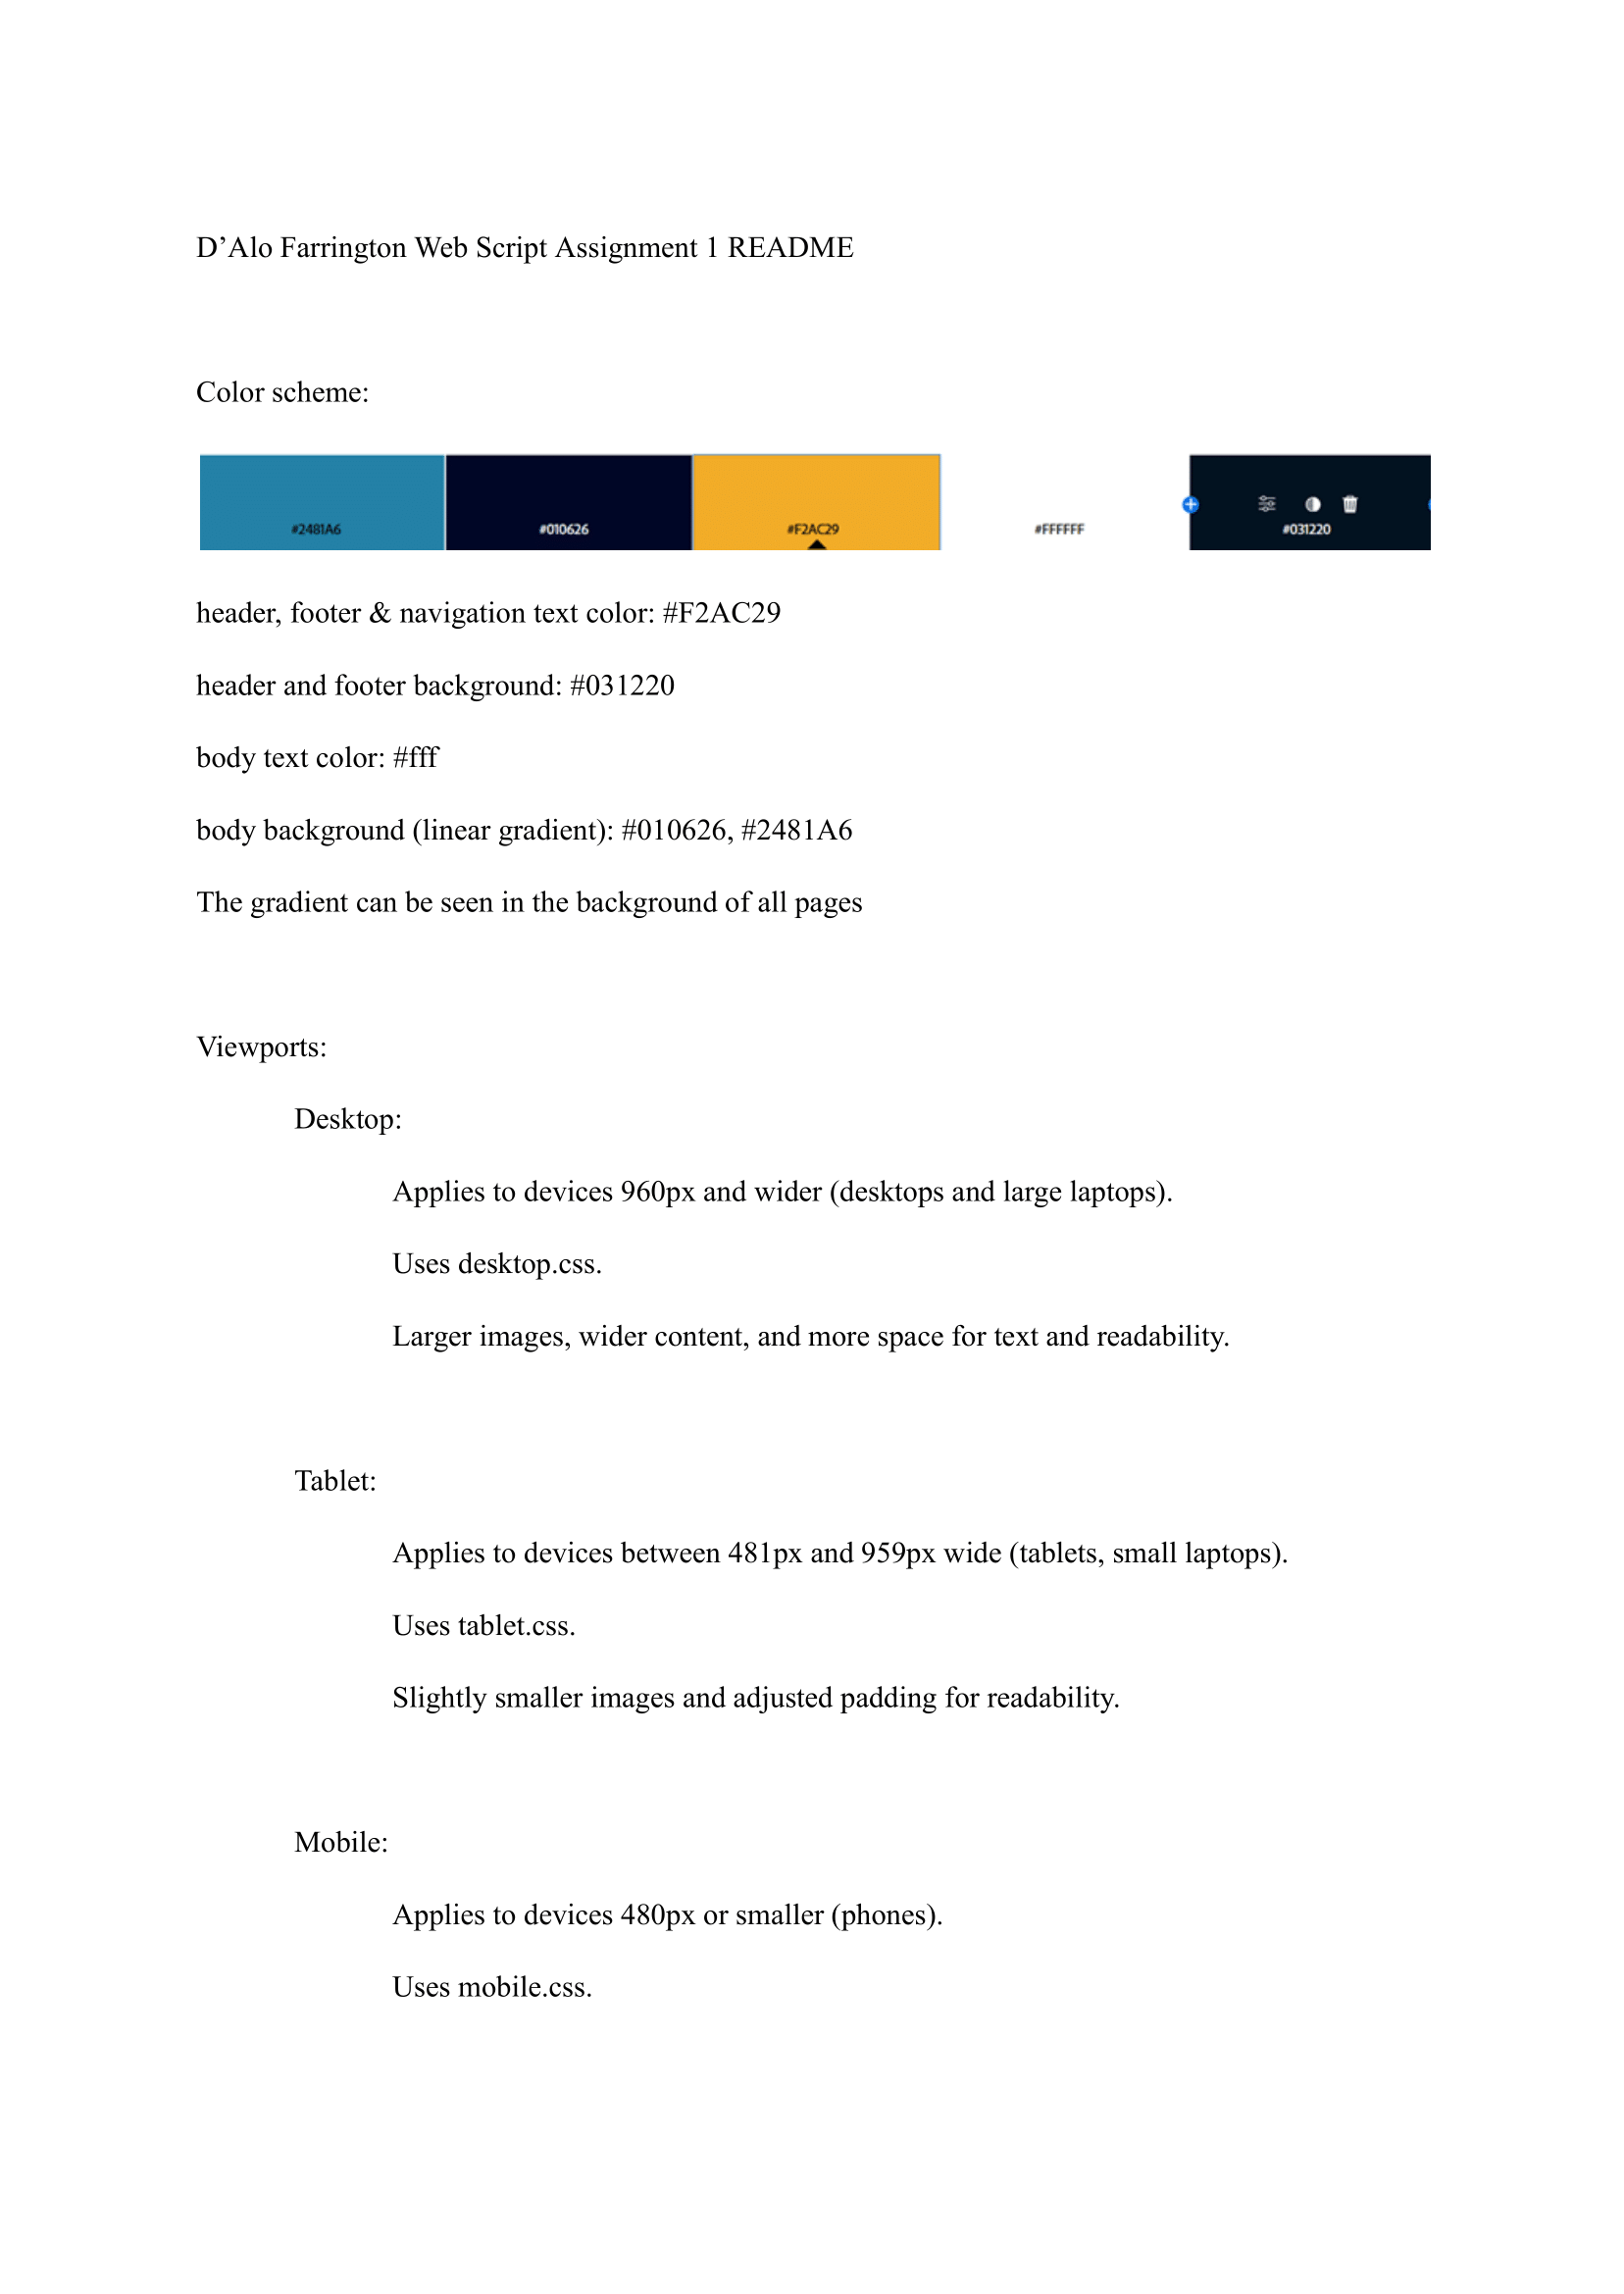 D’Alo Farrington Web Script Assignment 1 README
Color scheme:
#2481A6 #010626 #F2AC29 #FFFFFF #031220
header, footer & navigation text color: #F2AC29
header and footer background: #031220
body text color: #fff
body background (linear gradient): #010626, #2481A6
The gradient can be seen in the background of all pages
Viewports:
Desktop:
Applies to devices 960px and wider (desktops and large laptops).
Uses desktop.css.
Larger images, wider content, and more space for text and readability.
Tablet:
Applies to devices between 481px and 959px wide (tablets, small laptops).
Uses tablet.css.
Slightly smaller images and adjusted padding for readability.
Mobile:
Applies to devices 480px or smaller (phones).
Uses mobile.css.